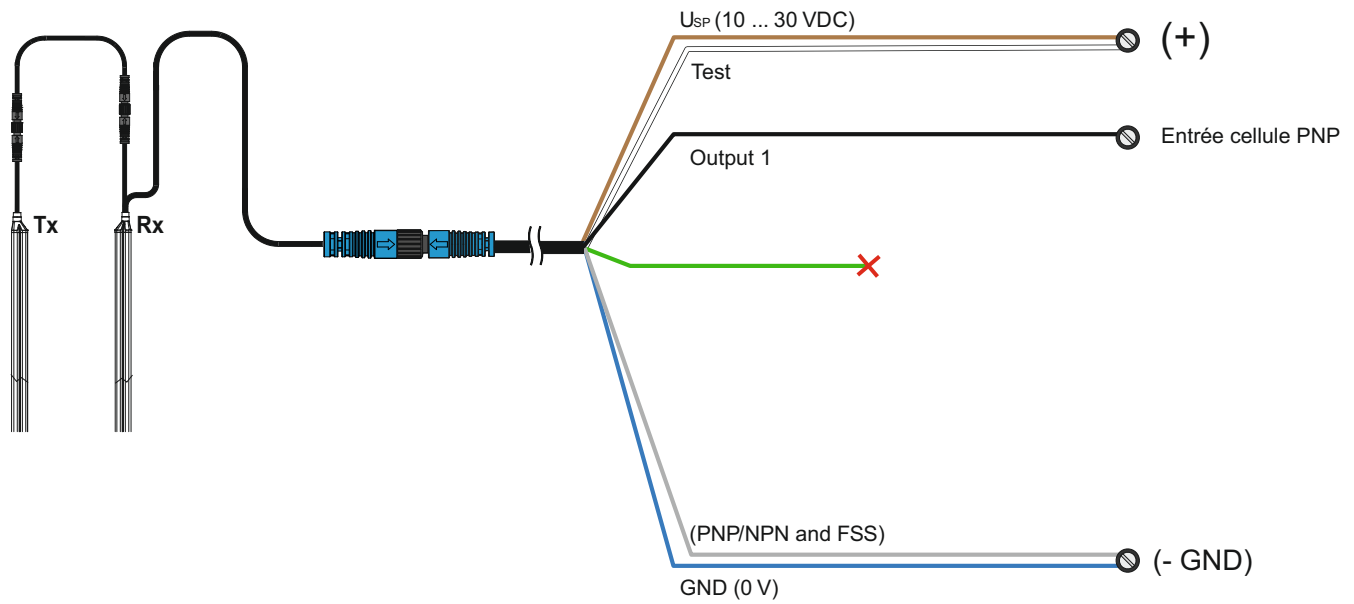 USP (10 ... 30 VDC)
(+)
Test
Output 1
Entrée cellule PNP
Tx
Rx
(PNP/NPN and FSS)
(- GND)
GND (0 V)